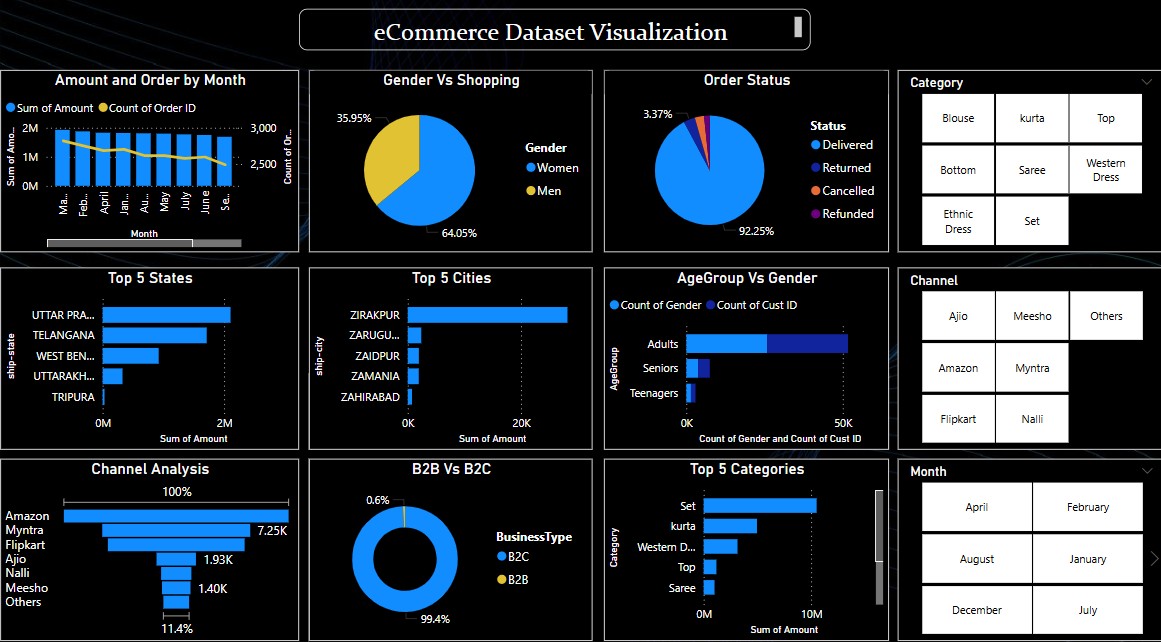 eCommerce Dataset Visualization
Amount and Order by Month
Sum of Amount Count of Order ID
Sum of Amo...
2M
1M
0M
3,000
2,500
Count of Or...
Ma... Feb... April Jan... Au... May July June Se...
Month
Gender Vs Shopping
35.95%
64.05%
Gender
Women
Men
Order Status
3.37%
92.25%
Status
Delivered
Returned
Cancelled
Refunded
Category
Blouse kurta Top
Bottom Saree Western
Dress
Ethnic
Dress
Set
Top 5 States
ship-state
UTTAR PRA...
TELANGANA
WEST BEN...
UTTARAKH...
TRIPURA
0M 2M
Sum of Amount
Top 5 Cities
ship-city
ZIRAKPUR
ZARUGU...
ZAIDPUR
ZAMANIA
ZAHIRABAD
0K 20K
Sum of Amount
AgeGroup Vs Gender
Count of Gender Count of Cust ID
AgeGroup
Adults
Seniors
Teenagers
0K 50K
Count of Gender and Count of Cust ID
Channel
Ajio Meesho Others
Amazon Myntra
Flipkart Nalli
Channel Analysis
100%
Amazon
Myntra 7.25K
Flipkart
Ajio 1.93K
Nalli
Meesho 1.40K
Others
11.4%
B2B Vs B2C
0.6%
99.4%
BusinessType
B2C
B2B
Top 5 Categories
Category
Set
kurta
Western D...
Top
Saree
0M 10M
Sum of Amount
Month
April February
August January
December July